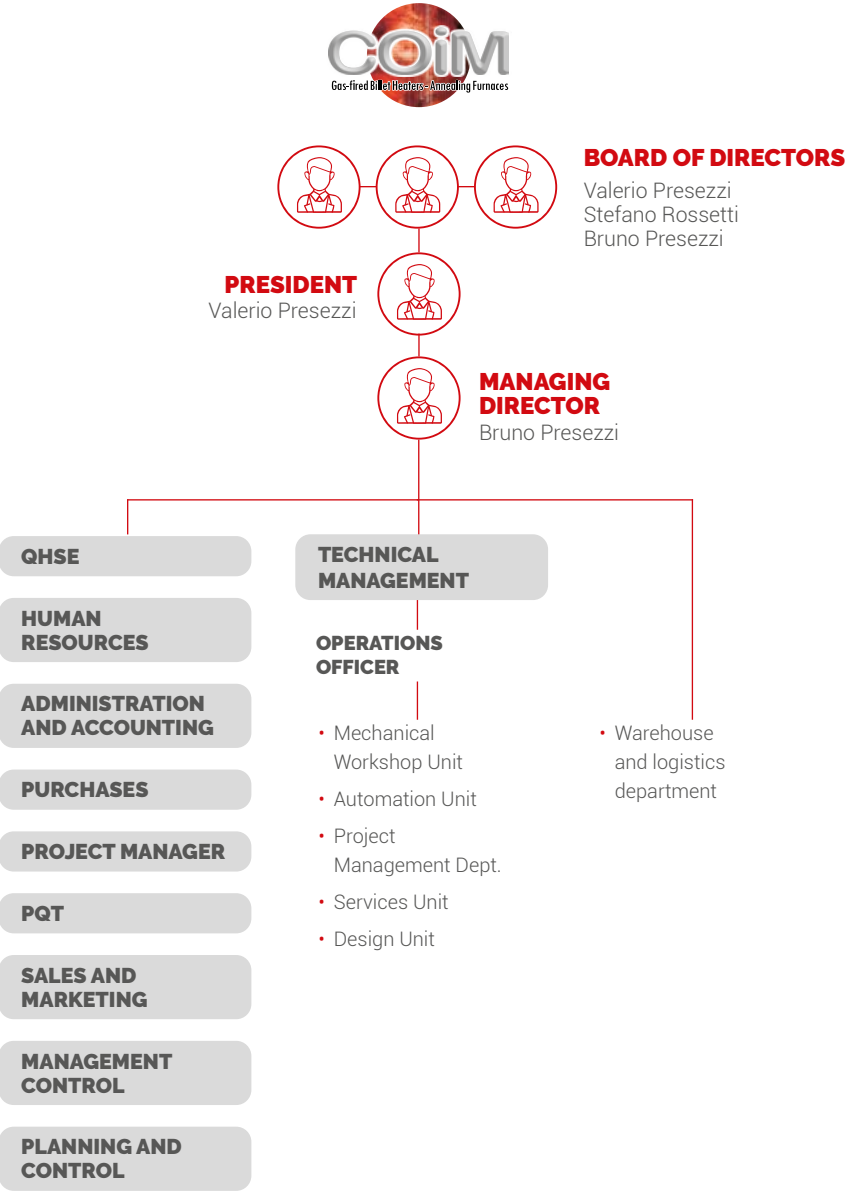 COiM
Gas-fired Billet Heaters - Annealing Furnaces
BOARD OF DIRECTORS
Valerio Presezzi
Stefano Rossetti
Bruno Presezzi
PRESIDENT
Valerio Presezzi
MANAGING
DIRECTOR
Bruno Presezzi
QHSE
HUMAN
RESOURCES
ADMINISTRATION
AND ACCOUNTING
PURCHASES
PROJECT MANAGER
PQT
SALES AND
MARKETING
MANAGEMENT
CONTROL
PLANNING AND
CONTROL
TECHNICAL
MANAGEMENT
OPERATIONS
OFFICER
• Mechanical
Workshop Unit
• Automation Unit
• Project
Management Dept.
• Services Unit
• Design Unit
• Warehouse
and logistics
department